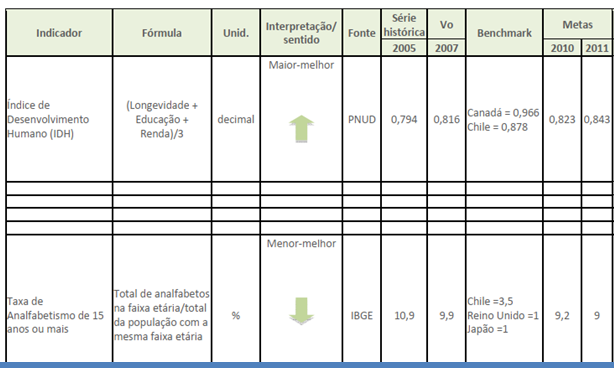 Indicador
Fórmula
Unid.
Interpretação/
sentido
Fonte
Série
histórica
2005
Vo
2007
Benchmark
Metas
2010
2011
Índice de
Desenvolvimento
Humano (IDH)
(Longevidade +
Educação +
Renda)/3
decimal
Maior-melhor
PNUD
0,794
0,816
Canadá = 0,966
Chile = 0,878
0,823
0,843
Taxa de
Analfabetismo de 15
anos ou mais
Total de analfabetos
na faixa etária/total
da população com a
mesma faixa etária
%
Menor-melhor
IBGE
10,9
9,9
Chile =3,5
Reino Unido =1
Japão =1
9,2
9